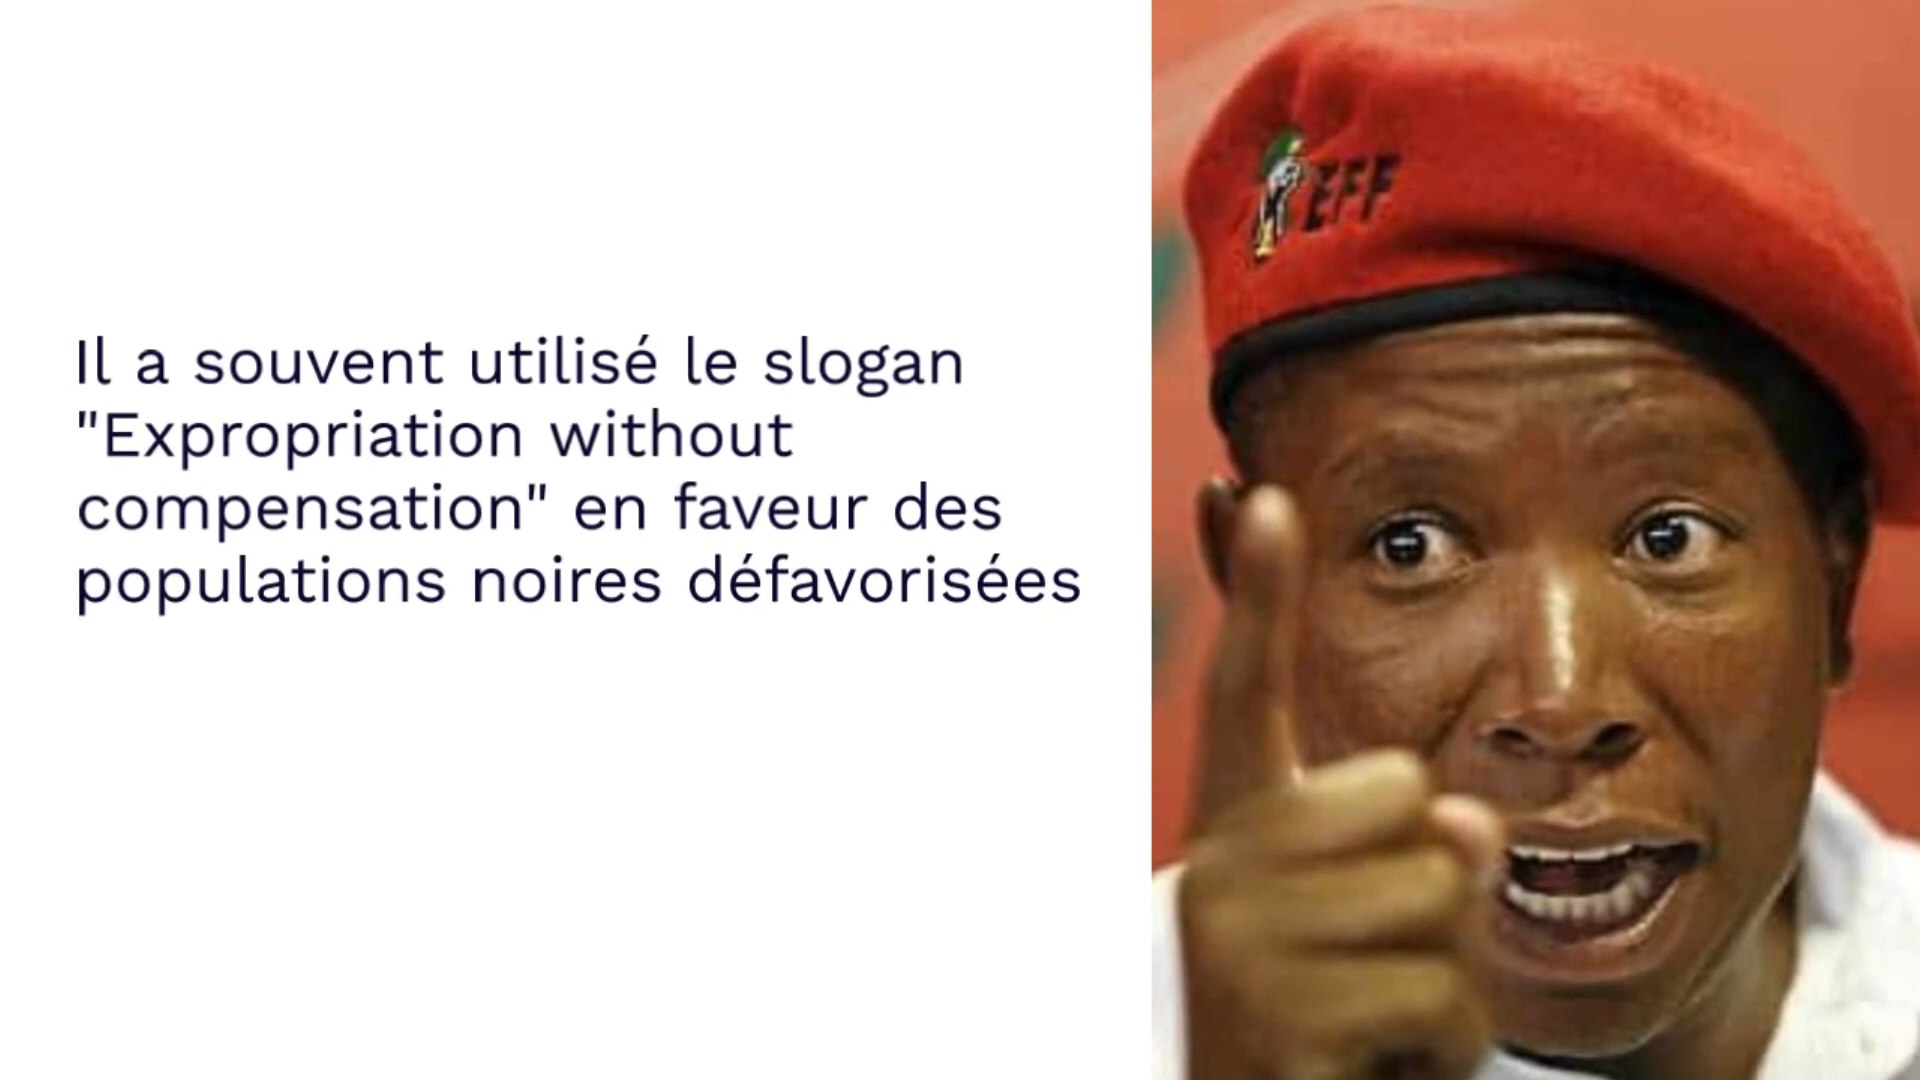 Il a souvent utilisé le slogan
"Expropriation without
compensation" en faveur des
populations noires défavorisées
EFF